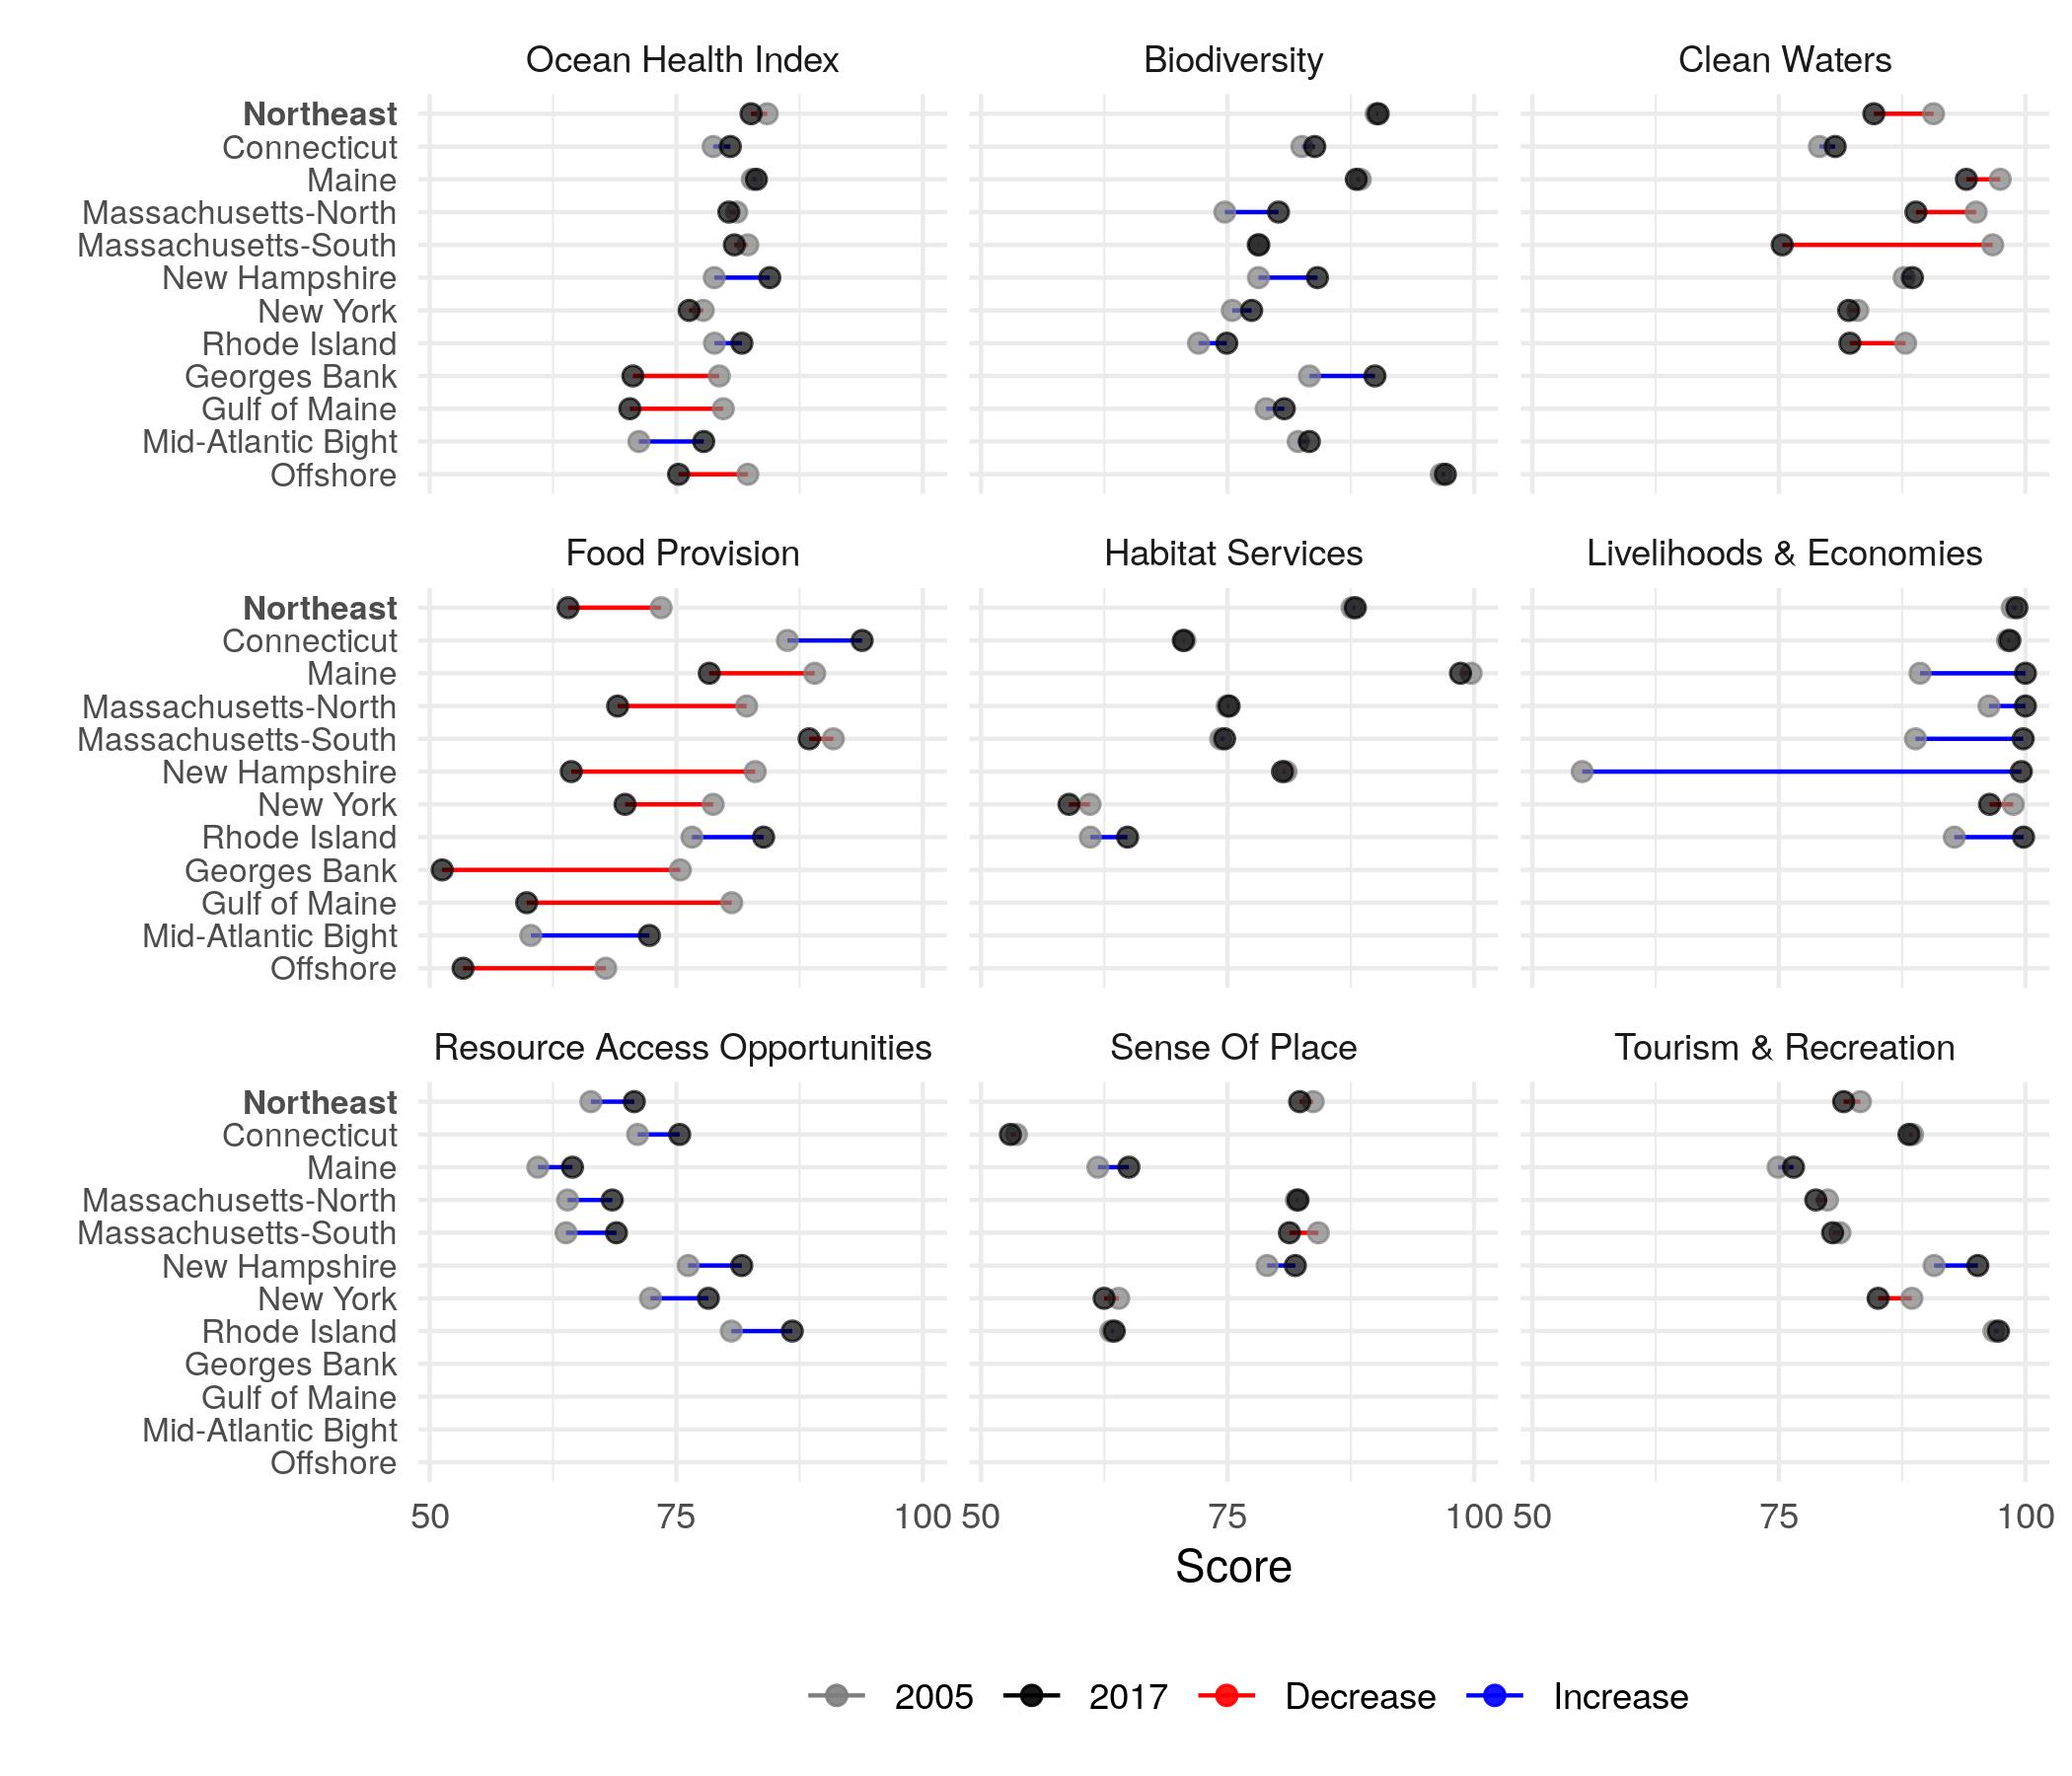 Ocean Health Index Biodiversity Clean Waters
Northeast
Connecticut
Maine
Massachusetts-North
Massachusetts-South
New Hampshire
New York
Rhode Island
Georges Bank
Gulf of Maine
Mid-Atlantic Bight
Offshore
Food Provision Habitat Services Livelihoods & Economies
Northeast
Connecticut
Maine
Massachusetts-North
Massachusetts-South
New Hampshire
New York
Rhode Island
Georges Bank
Gulf of Maine
Mid-Atlantic Bight
Offshore
Resource Access Opportunities Sense Of Place Tourism & Recreation
Northeast
Connecticut
Maine
Massachusetts-North
Massachusetts-South
New Hampshire
New York
Rhode Island
Georges Bank
Gulf of Maine
Mid-Atlantic Bight
Offshore
50 75 100 50 75 100 50 75 100
Score
2005 2017 Decrease Increase